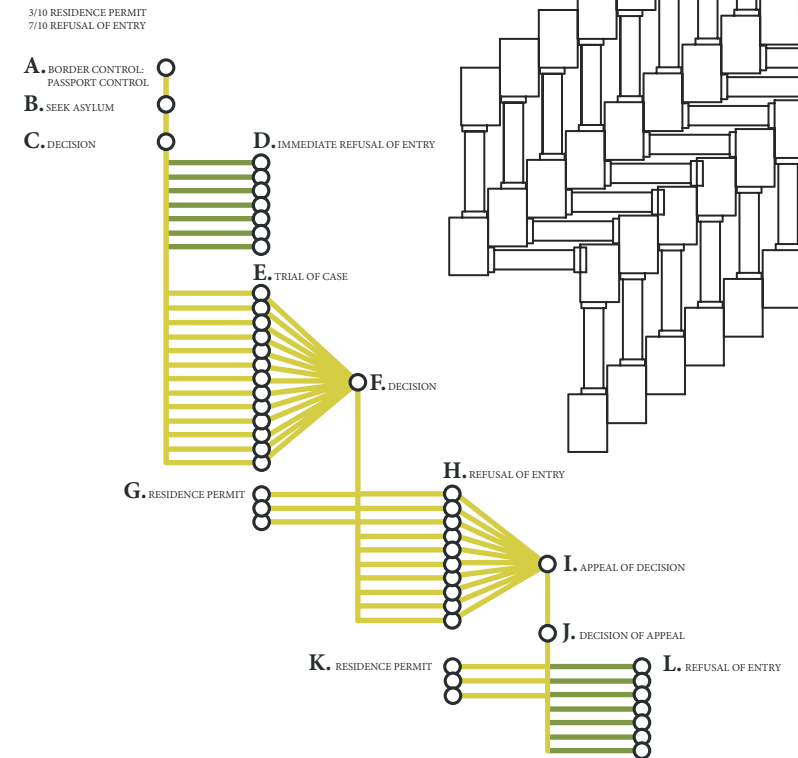 3/10 RESIDENCE PERMIT
7/10 REFUSAL OF ENTRY
A. BORDER CONTROL:
PASSPORT CONTROL
B. SEEK ASYLUM
C. DECISION
D. IMMEDIATE REFUSAL OF ENTRY
E. TRIAL OF CASE
F. DECISION
G. RESIDENCE PERMIT
H. REFUSAL OF ENTRY
I. APPEAL OF DECISION
J. DECISION OF APPEAL
K. RESIDENCE PERMIT
L. REFUSAL OF ENTRY